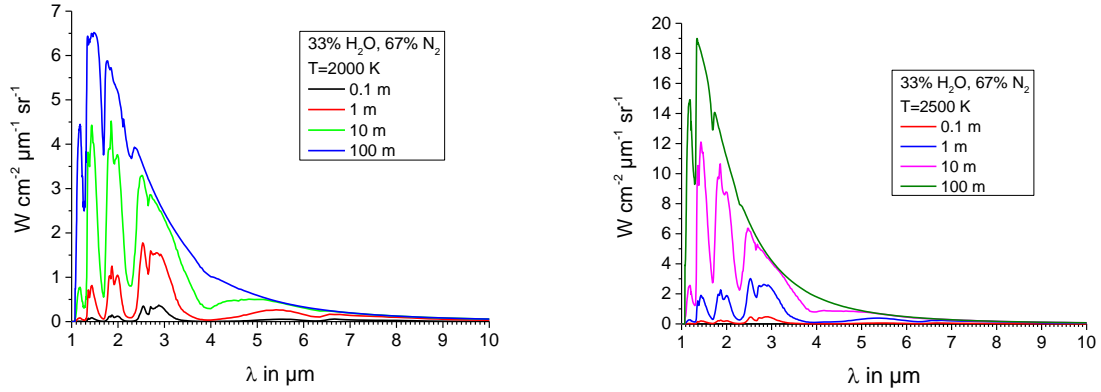 7
6
5
4
3
2
1
0
W cm⁻² µm⁻¹ sr⁻¹
33% H₂O, 67% N₂
T=2000 K
0.1 m
1 m
10 m
100 m
1 2 3 4 5 6 7 8 9 10
λ in µm
20
18
16
14
12
10
8
6
4
2
0
W cm⁻² µm⁻¹ sr⁻¹
33% H₂O, 67% N₂
T=2500 K
0.1 m
1 m
10 m
100 m
1 2 3 4 5 6 7 8 9 10
λ in µm